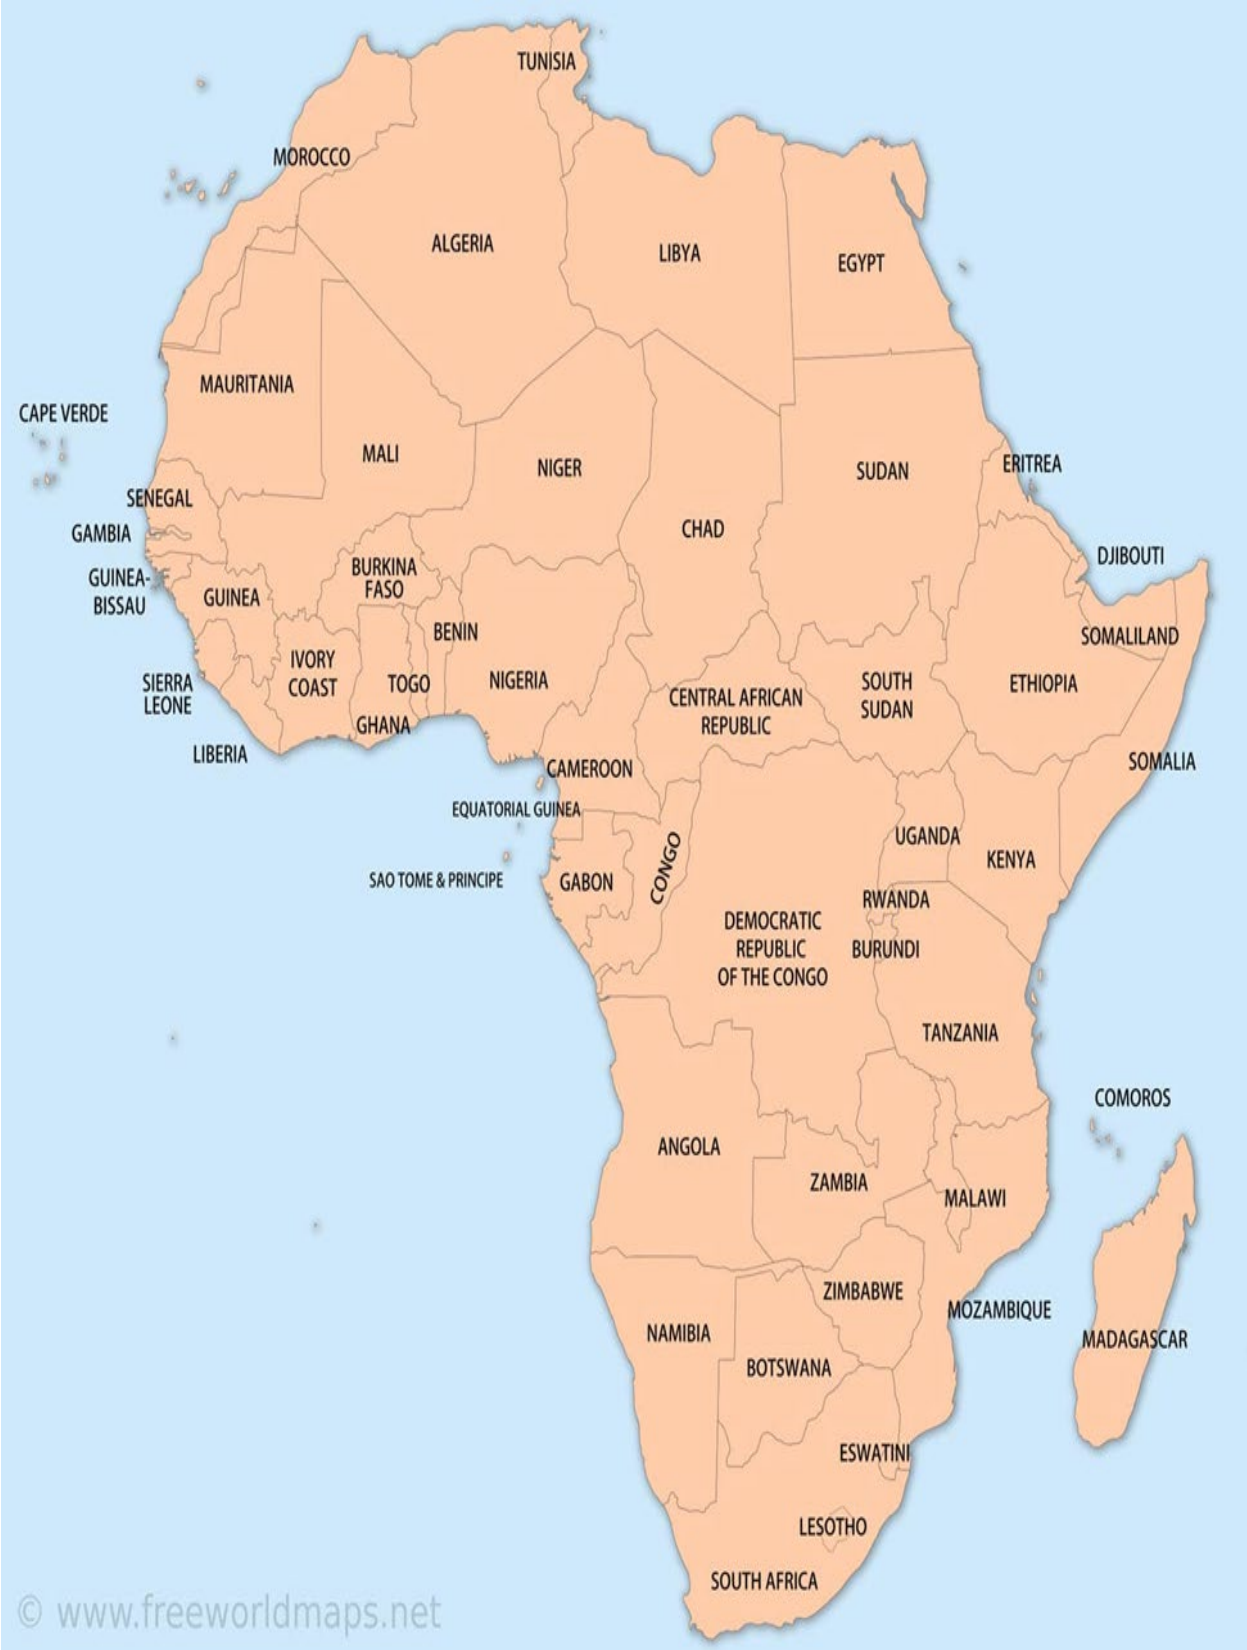 TUNISIA
MOROCCO
ALGERIA
LIBYA
EGYPT
MAURITANIA
CAPE VERDE
MALI
NIGER
CHAD
SUDAN
ERITREA
SENEGAL
GAMBIA
GUINEA-
BISSAU
GUINEA
BURKINA
FASO
BENIN
DJIBOUTI
SOMALILAND
SIERRA
LEONE
IVORY
COAST
TOGO
GHANA
NIGERIA
CENTRAL AFRICAN
REPUBLIC
SOUTH
SUDAN
ETHIOPIA
LIBERIA
CAMEROON
SOMALIA
EQUATORIAL GUINEA
SAO TOME & PRINCIPE
GABON
CONGO
UGANDA
KENYA
RWANDA
DEMOCRATIC
REPUBLIC
OF THE CONGO
BURUNDI
TANZANIA
COMOROS
ANGOLA
ZAMBIA
MALAWI
ZIMBABWE
MOZAMBIQUE
NAMIBIA
BOTSWANA
MADAGASCAR
ESWATINI
LESOTHO
SOUTH AFRICA
© www.freeworldmaps.net